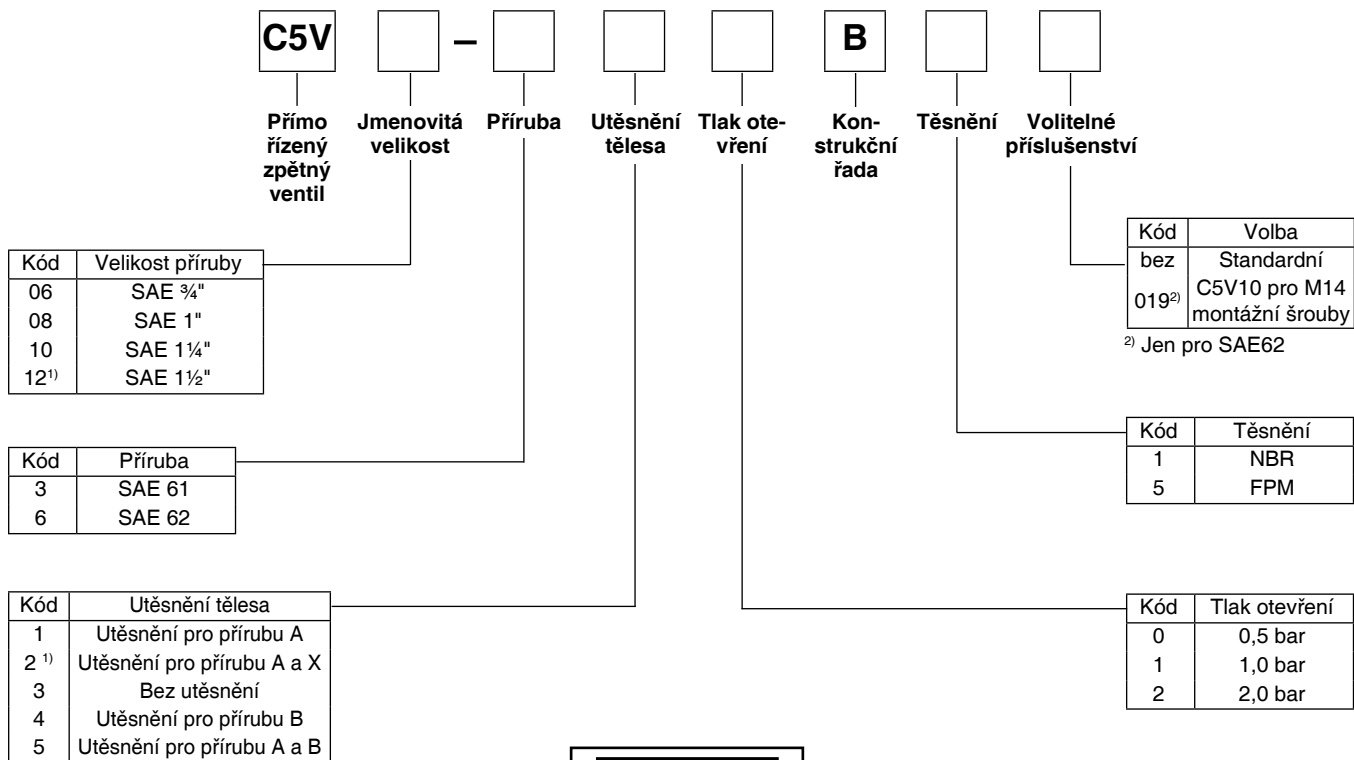 C5V – B
Přímo
řízený
zpětný
ventil
Jmenovitá
velikost
Příruba
Utěsnění
tělesa
Tlak ote-
vření
Kon-
strukční
řada
Těsnění
Volitelné
příslušenství
Kód Velikost příruby
06 SAE ¾"
08 SAE 1"
10 SAE 1¼"
12¹⁾ SAE 1½"
Kód Příruba
3 SAE 61
6 SAE 62
Kód Utěsnění tělesa
1 Utěsnění pro přírubu A
2 ¹⁾ Utěsnění pro přírubu A a X
3 Bez utěsnění
4 Utěsnění pro přírubu B
5 Utěsnění pro přírubu A a B
Kód Volba
bez Standardní
019²⁾ C5V10 pro M14
montážní šrouby
²⁾ Jen pro SAE62
Kód Těsnění
1 NBR
5 FPM
Kód Tlak otevření
0 0,5 bar
1 1,0 bar
2 2,0 bar